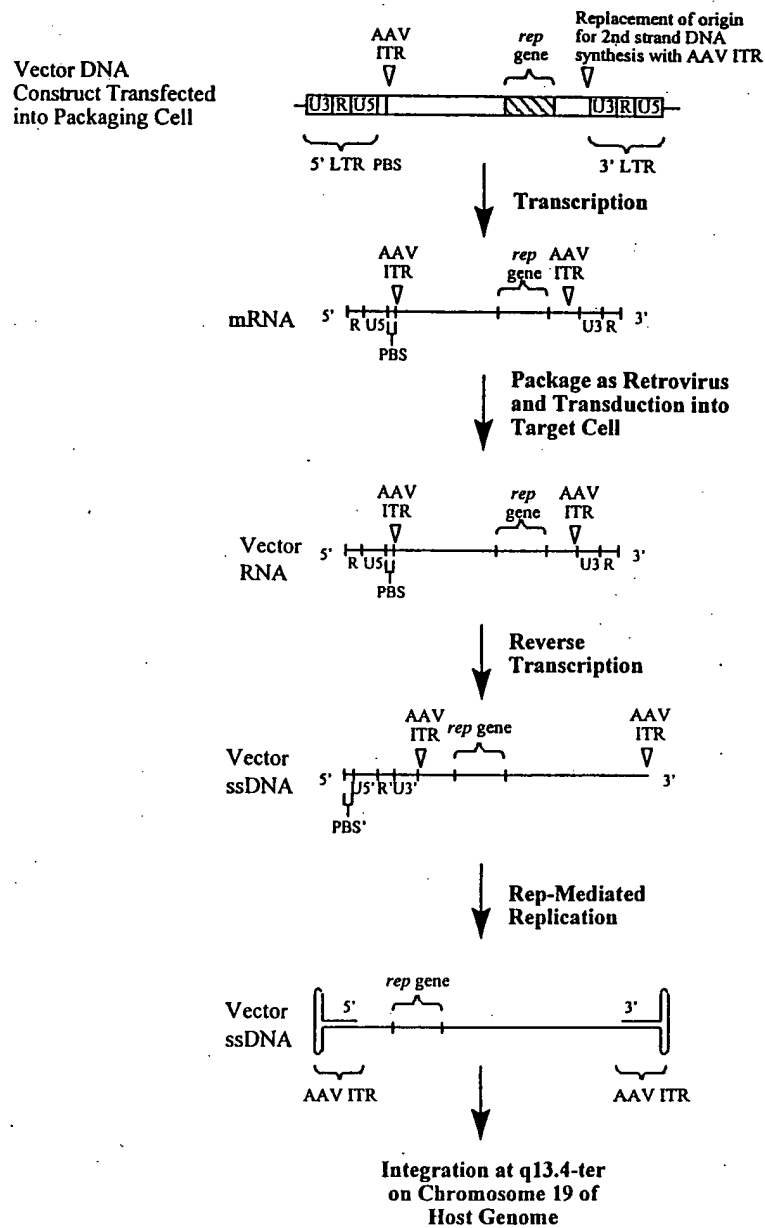 Vector DNA
Construct Transfected
into Packaging Cell
AAV
ITR
rep
gene
Replacement of origin
for 2nd strand DNA
synthesis with AAV ITR
U3 R U5
U3 R U5
5' LTR PBS
3' LTR
Transcription
AAV
ITR
rep
gene
AAV
ITR
mRNA
5'
3'
R U5
U3 R
PBS
Package as Retrovirus
and Transduction into
Target Cell
AAV
ITR
rep
gene
AAV
ITR
Vector
RNA
5'
3'
R U5
U3 R
PBS
Reverse
Transcription
AAV
ITR
rep gene
AAV
ITR
Vector
ssDNA
5'
3'
U5' R' U3'
PBS'
Rep-Mediated
Replication
rep gene
Vector
ssDNA
5'
3'
AAV ITR
AAV ITR
Integration at q13.4-ter
on Chromosome 19 of
Host Genome